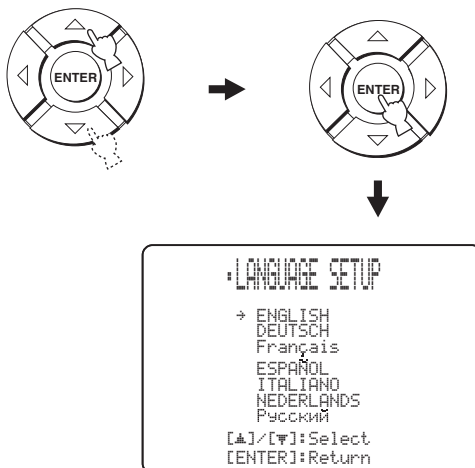 ENTER
ENTER
·LANGUAGE SETUP
→ ENGLISH
DEUTSCH
Français
ESPAÑOL
ITALIANO
NEDERLANDS
Русский
[▲]/[▼]:Select
[ENTER]:Return